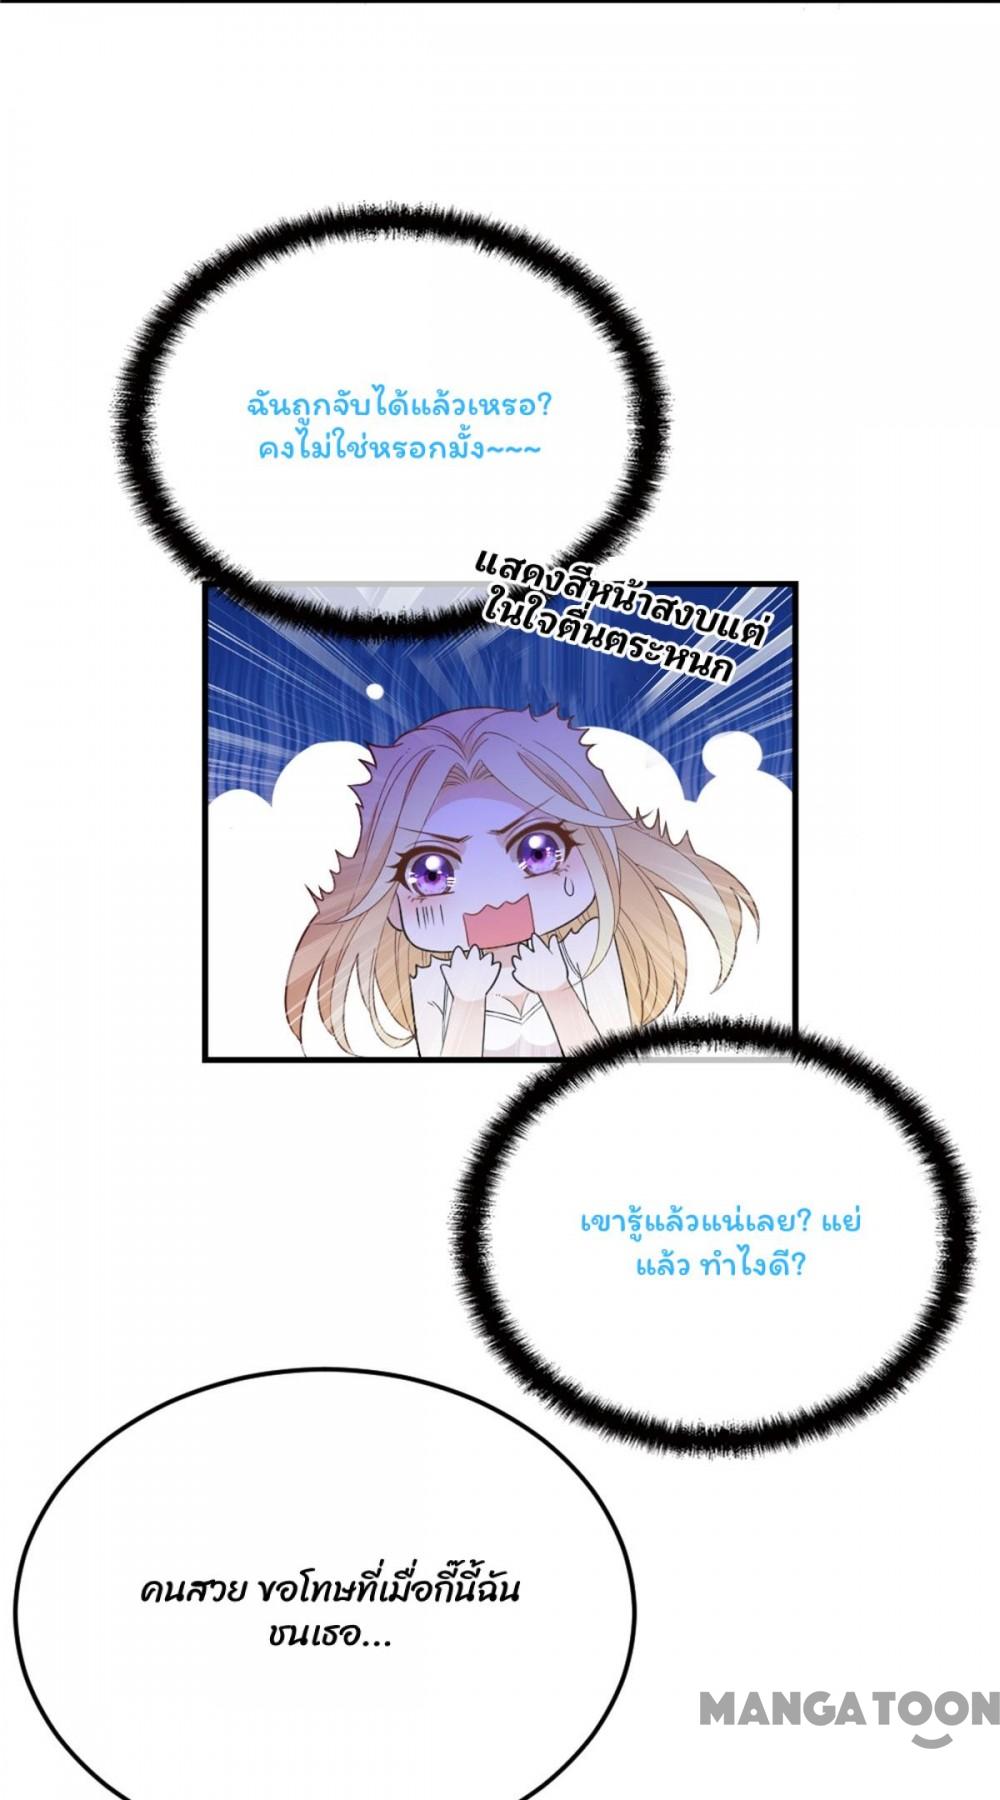 ฉันถูกจับได้แล้วเหรอ?
คงไม่ใช่หรอกมั้ง~~~
แสดงสีหน้าสงบแต่
ในใจตื่นตระหนก
เขารู้แล้วแน่เลย? แย่
แล้ว ทำไงดี?
คนสวย ขอโทษที่เมื่อกี๊นี้ฉัน
ชนเธอ...
MANGATOON